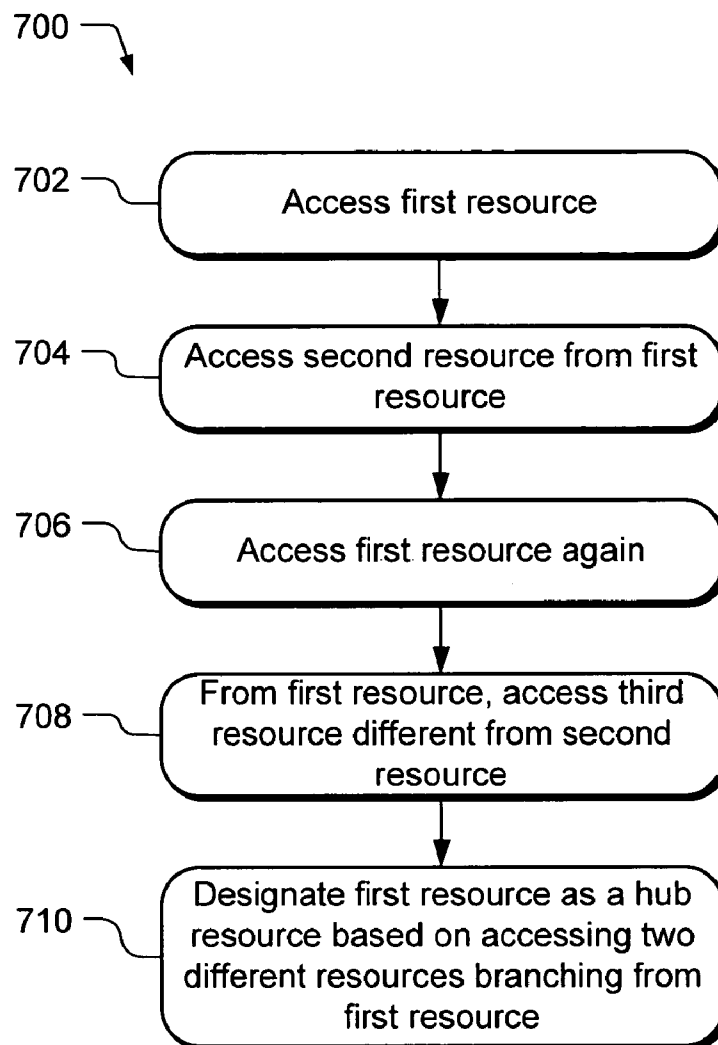 700
702
Access first resource
704
Access second resource from first
resource
706
Access first resource again
708
From first resource, access third
resource different from second
resource
710
Designate first resource as a hub
resource based on accessing two
different resources branching from
first resource